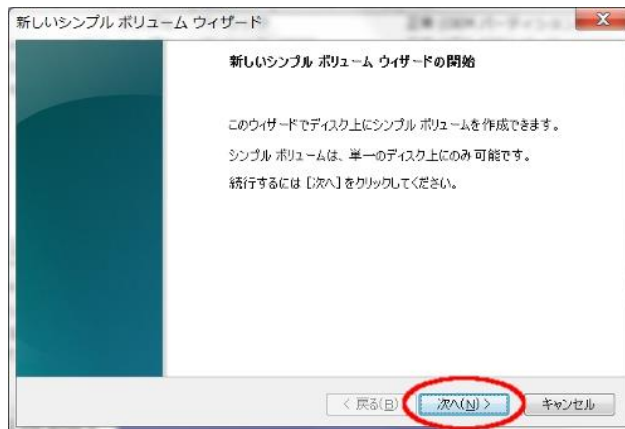 新しいシンプル ボリューム ウィザード
新しいシンプル ボリューム ウィザードの開始
このウィザードでディスク上にシンプル ボリュームを作成できます。
シンプル ボリュームは、単一のディスク上にのみ可能です。
続行するには [次へ] をクリックしてください。
< 戻る(B)
次へ(N) >
キャンセル